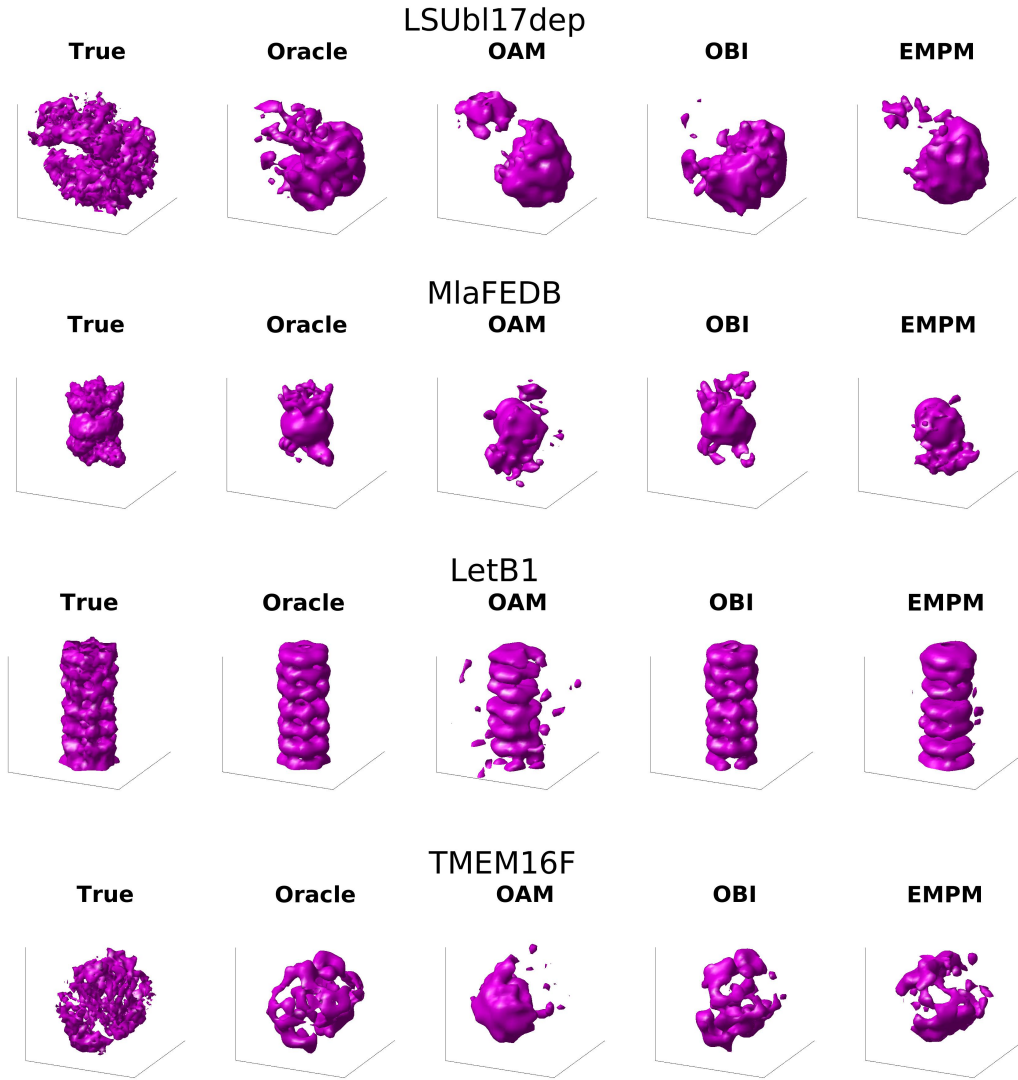 LSUbl17dep
True Oracle OAM OBI EMPM
MlaFEDB
True Oracle OAM OBI EMPM
LetB1
True Oracle OAM OBI EMPM
TMEM16F
True Oracle OAM OBI EMPM